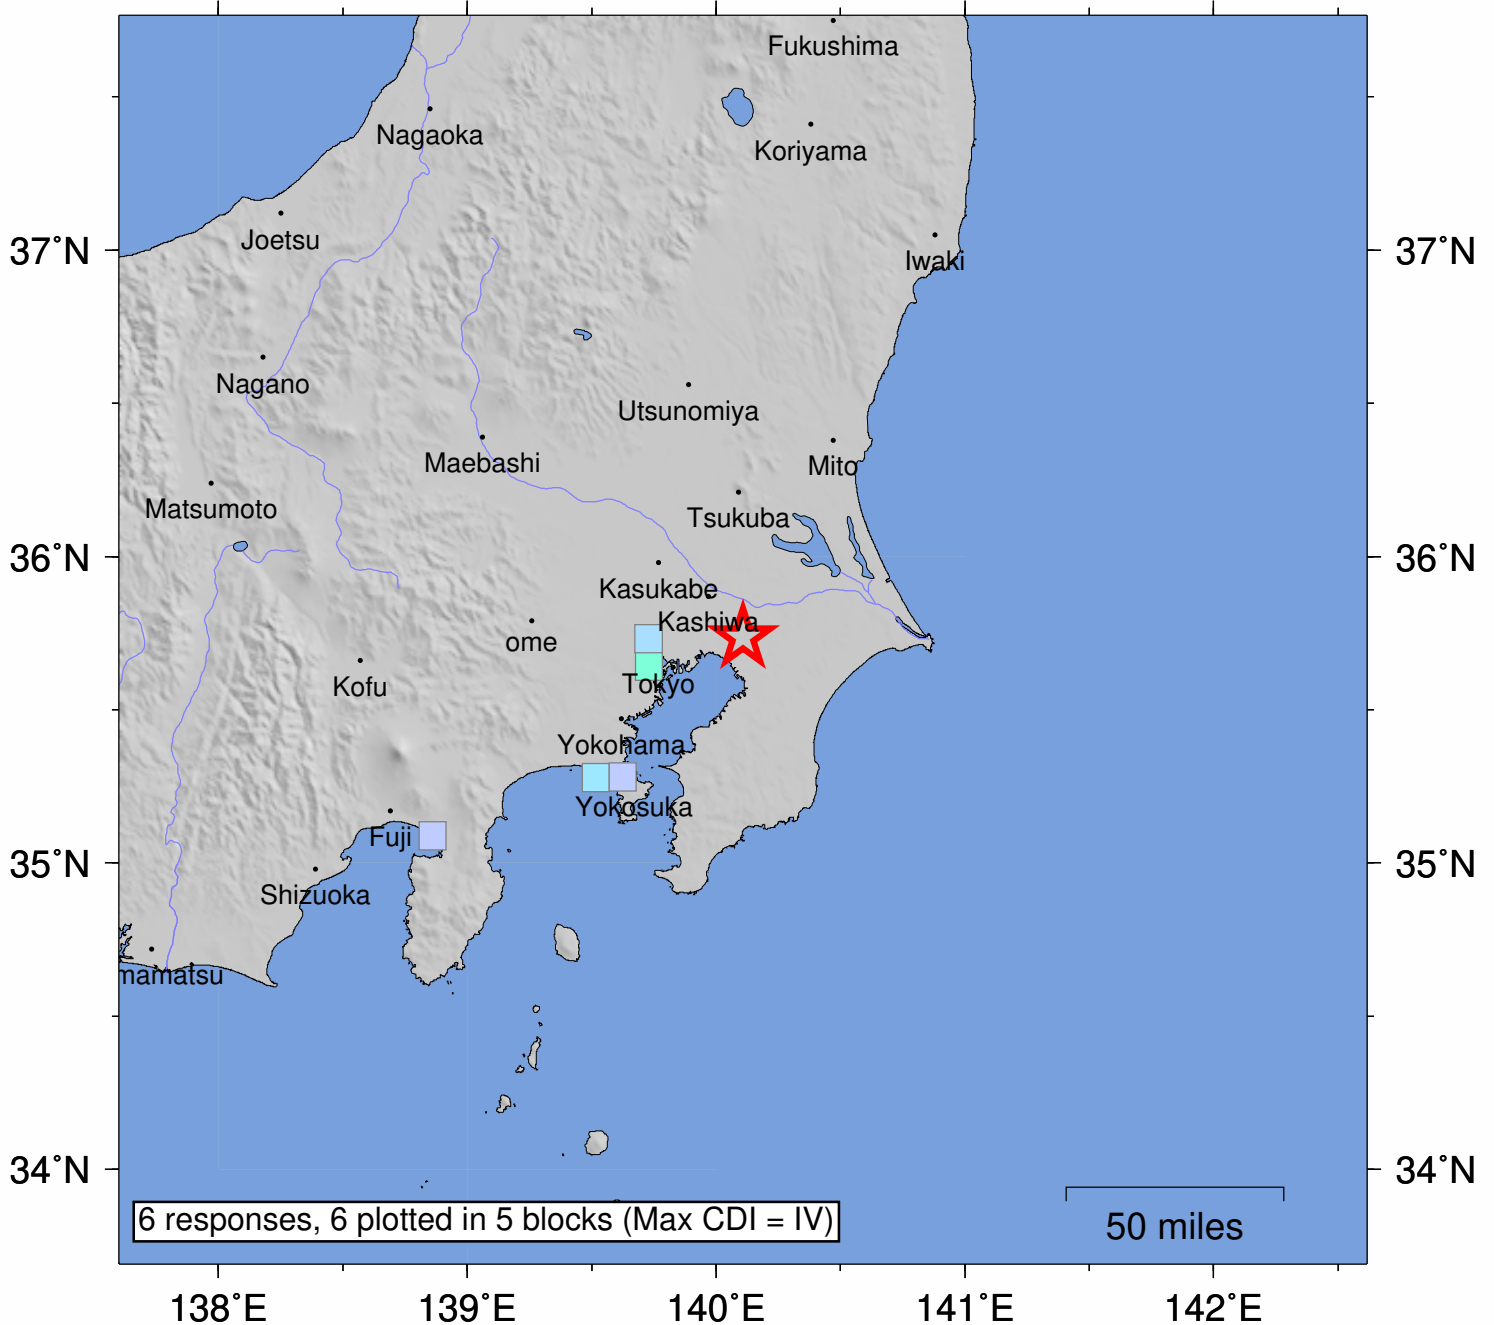 Fukushima
Nagaoka
Koriyama
Joetsu
37°N
37°N
Iwaki
Nagano
Utsunomiya
Maebashi
Mito
Matsumoto
Tsukuba
36°N
36°N
Kasukabe
Kashiwa
ome
Kofu
Tokyo
Yokohama
Yokosuka
Fuji
35°N
35°N
Shizuoka
mamatsu
34°N
34°N
6 responses, 6 plotted in 5 blocks (Max CDI = IV)
50 miles
138°E
139°E
140°E
141°E
142°E